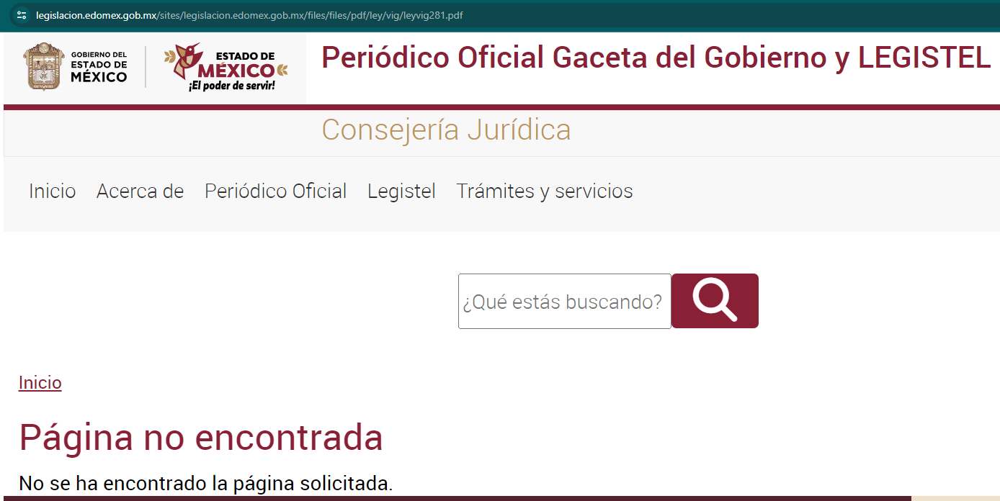 legislacion.edomex.gob.mx/sites/legislacion.edomex.gob.mx/files/files/pdf/ley/vig/leyvig281.pdf
GOBIERNO DEL
ESTADO DE
MÉXICO
ESTADO DE
MÉXICO
¡El poder de servir!
Periódico Oficial Gaceta del Gobierno y LEGISTEL
Consejería Jurídica
Inicio Acerca de Periódico Oficial Legistel Trámites y servicios
¿Qué estás buscando?
Inicio
Página no encontrada
No se ha encontrado la página solicitada.